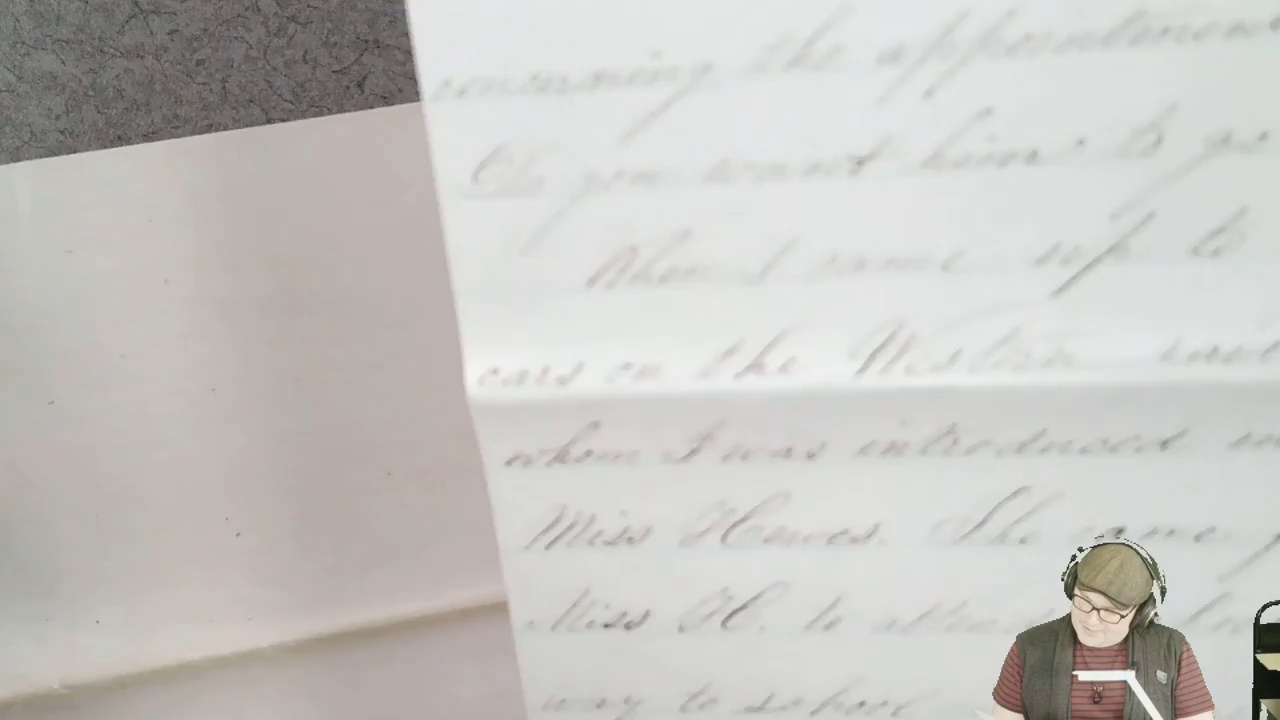 concerning the appointment
Do you want him to go
When I came up to
cars on the Western
whom I was introduced
Miss Hawes. She came
Miss H. to
way to school